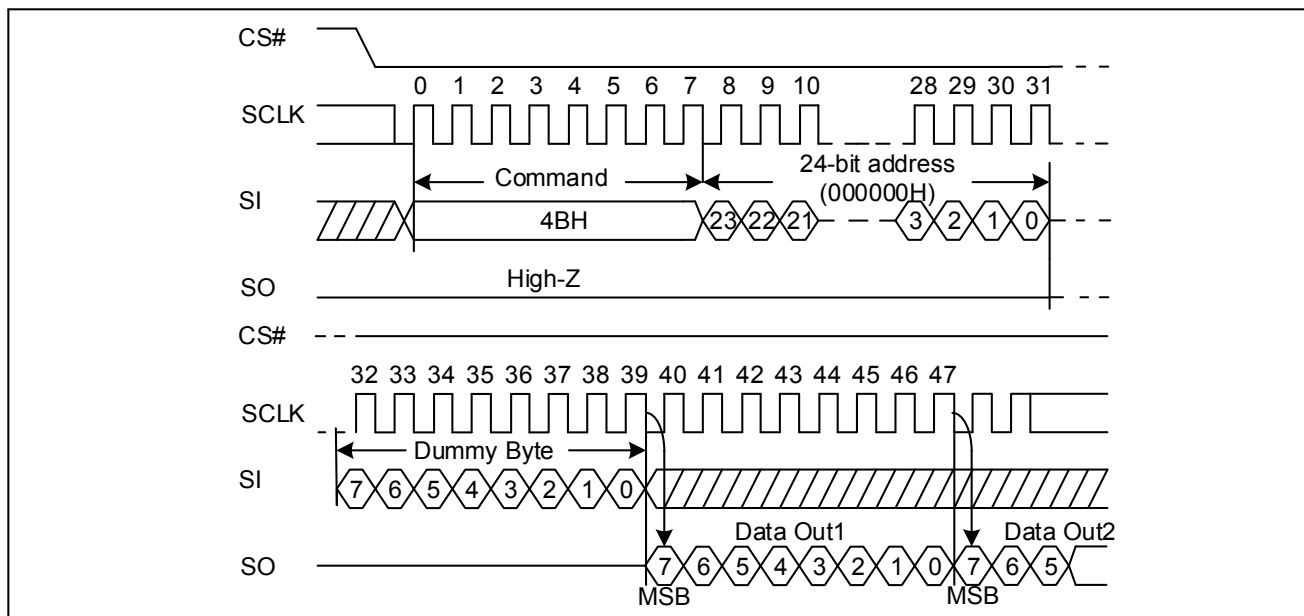 CS#
0 1 2 3 4 5 6 7 8 9 10 28 29 30 31
SCLK
Command
24-bit address
(000000H)
SI
4BH
23 22 21 3 2 1 0
SO
High-Z
CS#
32 33 34 35 36 37 38 39 40 41 42 43 44 45 46 47
SCLK
Dummy Byte
SI
7 6 5 4 3 2 1 0
Data Out1
Data Out2
SO
7 6 5 4 3 2 1 0 7 6 5
MSB
MSB